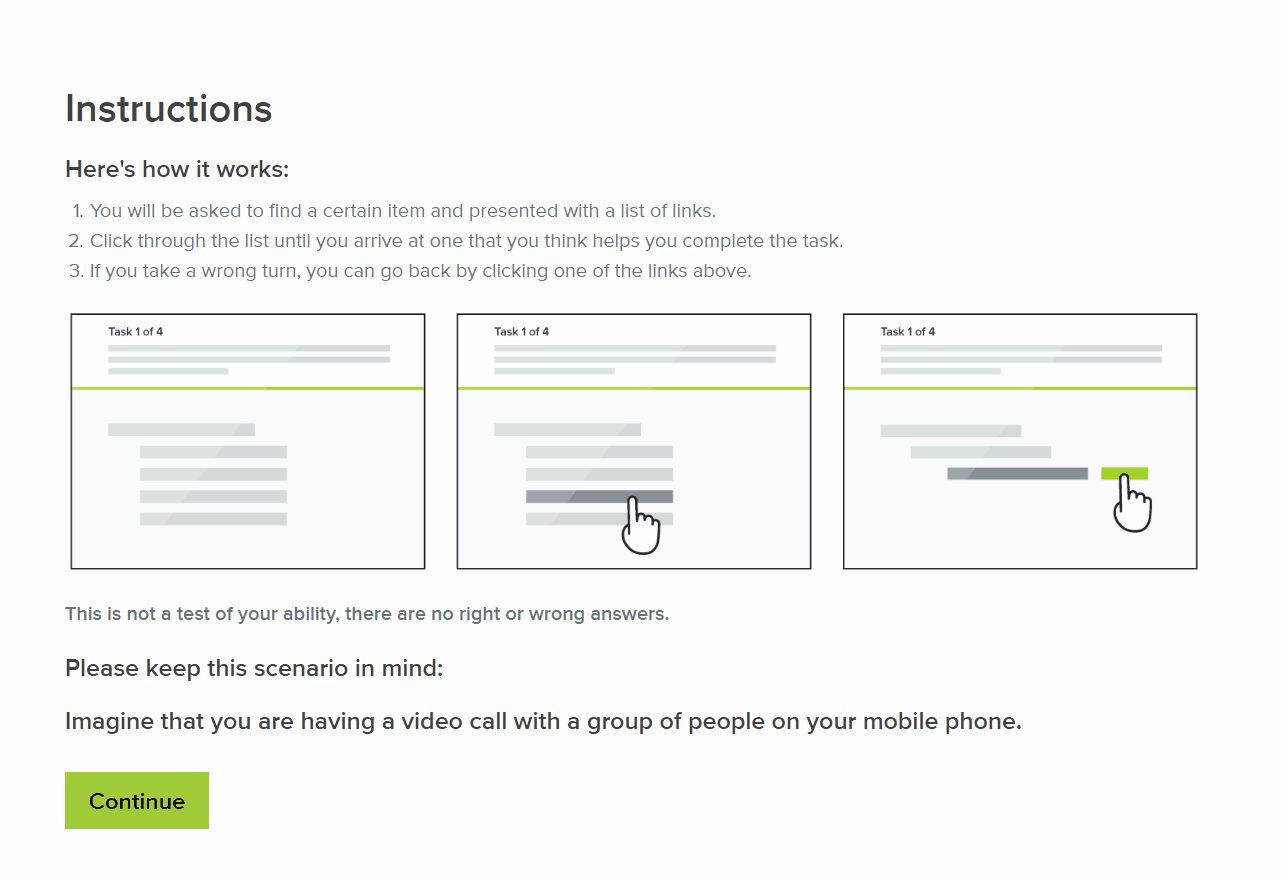 Instructions
Here's how it works:
1. You will be asked to find a certain item and presented with a list of links.
2. Click through the list until you arrive at one that you think helps you complete the task.
3. If you take a wrong turn, you can go back by clicking one of the links above.
Task 1 of 4
Task 1 of 4
Task 1 of 4
This is not a test of your ability, there are no right or wrong answers.
Please keep this scenario in mind:
Imagine that you are having a video call with a group of people on your mobile phone.
Continue